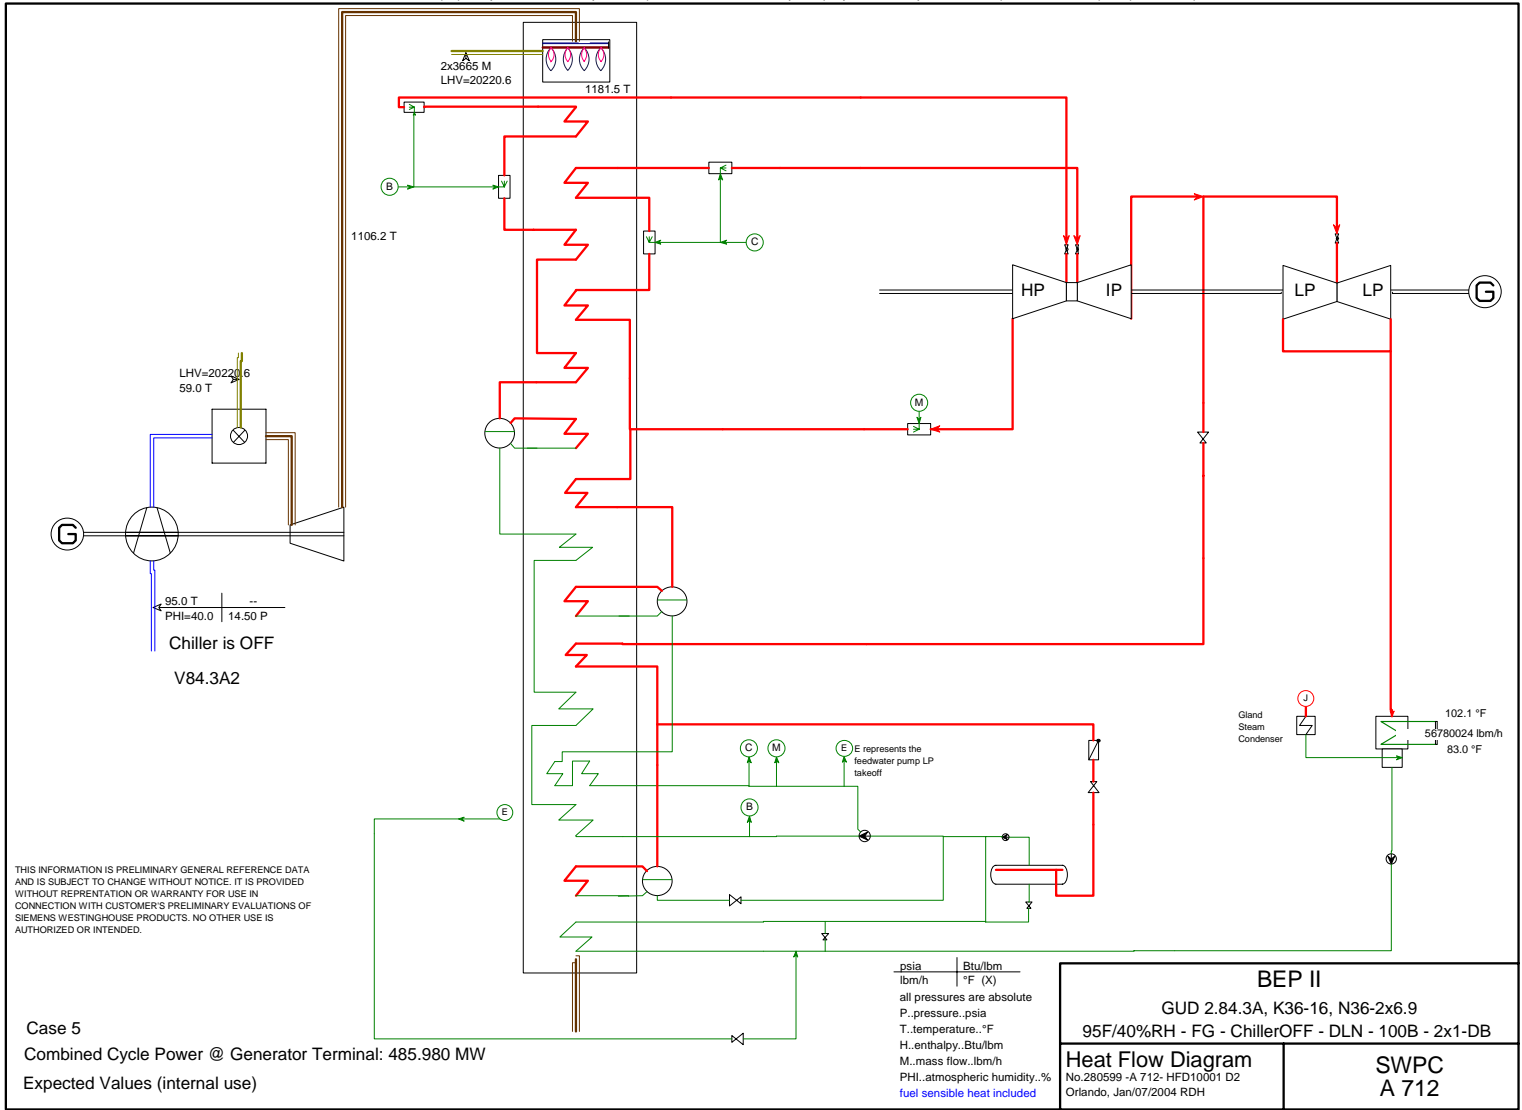 2x3665 M
LHV=20220.6
1181.5 T
B
1106.2 T
C
HP
IP
LP
LP
G
LHV=20220.6
59.0 T
M
G
95.0 T
--
PHI=40.0
14.50 P
Chiller is OFF
V84.3A2
J
Gland
Steam
Condenser
102.1 °F
56780024 lbm/h
83.0 °F
C
M
E
E represents the
feedwater pump LP
takeoff
B
E
THIS INFORMATION IS PRELIMINARY GENERAL REFERENCE DATA
AND IS SUBJECT TO CHANGE WITHOUT NOTICE. IT IS PROVIDED
WITHOUT REPRENTATION OR WARRANTY FOR USE IN
CONNECTION WITH CUSTOMER'S PRELIMINARY EVALUATIONS OF
SIEMENS WESTINGHOUSE PRODUCTS. NO OTHER USE IS
AUTHORIZED OR INTENDED.
psia
Btu/lbm
lbm/h
°F (X)
all pressures are absolute
P..pressure..psia
T..temperature..°F
H..enthalpy..Btu/lbm
M..mass flow..lbm/h
PHI..atmospheric humidity..%
fuel sensible heat included
BEP II
GUD 2.84.3A, K36-16, N36-2x6.9
95F/40%RH - FG - ChillerOFF - DLN - 100B - 2x1-DB
Heat Flow Diagram
No.280599 -A 712- HFD10001 D2
Orlando, Jan/07/2004 RDH
SWPC
A 712
Case 5
Combined Cycle Power @ Generator Terminal: 485.980 MW
Expected Values (internal use)